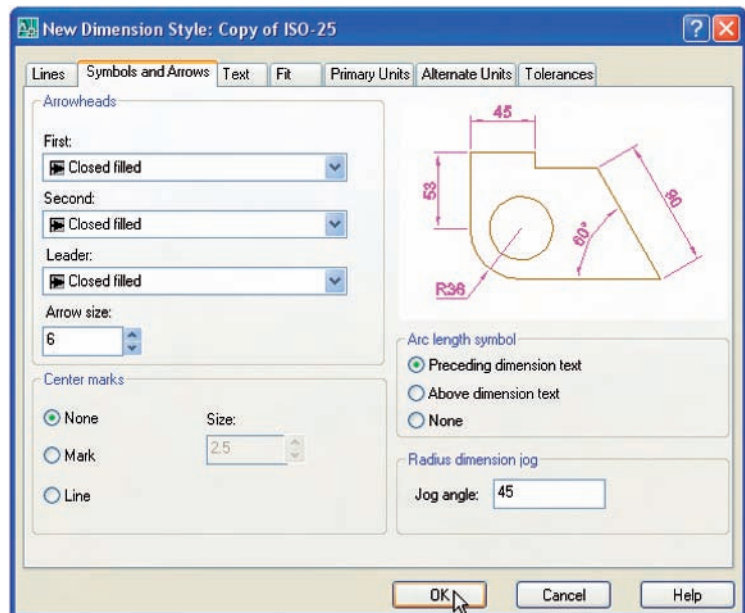 New Dimension Style: Copy of ISO-25
Lines
Symbols and Arrows
Text
Fit
Primary Units
Alternate Units
Tolerances
Arrowheads
First:
Closed filled
Second:
Closed filled
Leader:
Closed filled
Arrow size:
6
Center marks
None
Mark
Line
Size:
2.5
45
53
90
60°
R36
Arc length symbol
Preceding dimension text
Above dimension text
None
Radius dimension jog
Jog angle:
45
OK
Cancel
Help